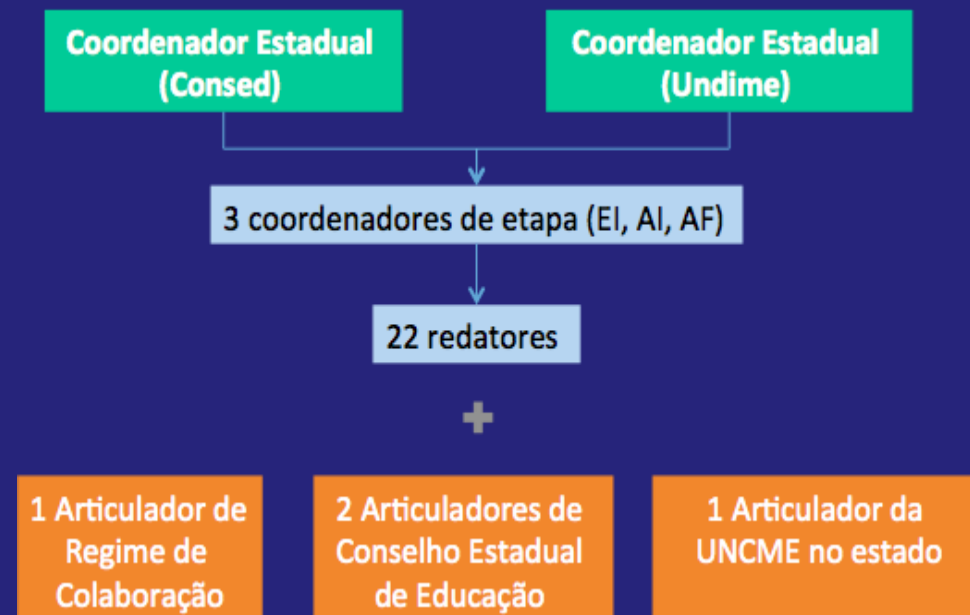 Coordenador Estadual
(Consed)
Coordenador Estadual
(Undime)
3 coordenadores de etapa (EI, AI, AF)
22 redatores
+
1 Articulador de
Regime de
Colaboração
2 Articuladores de
Conselho Estadual
de Educação
1 Articulador da
UNCME no estado